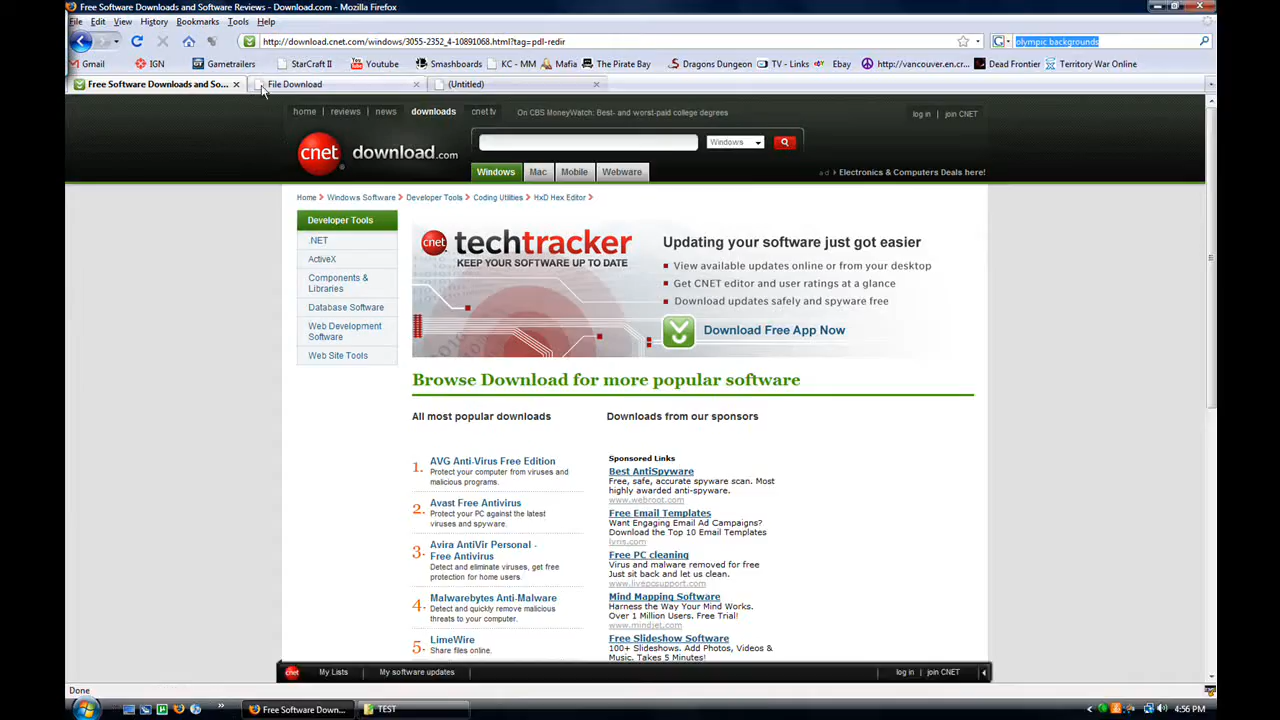 Free Software Downloads and Software Reviews - Download.com - Mozilla Firefox
File Edit View History Bookmarks Tools Help
http://download.cnet.com/windows/3055-2352_4-10891068.html?tag=pdl-redir
olympic backgrounds
Gmail IGN Gametrailers StarCraft II Youtube Smashboards KC - MM Mafia The Pirate Bay Dragons Dungeon TV - Links Ebay http://vancouver.en.cr... Dead Frontier Territory War Online
Free Software Downloads and So... File Download (Untitled)
home reviews news downloads cnet tv On CBS MoneyWatch: Best- and worst-paid college degrees log in join CNET
cnet download.com Windows
Windows Mac Mobile Webware ad Electronics & Computers Deals here!
Home > Windows Software > Developer Tools > Coding Utilities > HxD Hex Editor >
Developer Tools
.NET
ActiveX
Components &
Libraries
Database Software
Web Development
Software
Web Site Tools
cnet techtracker
KEEP YOUR SOFTWARE UP TO DATE
Updating your software just got easier
View available updates online or from your desktop
Get CNET editor and user ratings at a glance
Download updates safely and spyware free
Download Free App Now
Browse Download for more popular software
All most popular downloads
1. AVG Anti-Virus Free Edition
Protect your computer from viruses and
malicious programs.
2. Avast Free Antivirus
Protect your PC against the latest
viruses and spyware.
3. Avira AntiVir Personal -
Free Antivirus
Detect and eliminate viruses, get free
protection for home users.
4. Malwarebytes Anti-Malware
Detect and quickly remove malicious
threats to your computer.
5. LimeWire
Share files online.
Downloads from our sponsors
Sponsored Links
Best AntiSpyware
Free, safe, accurate spyware scan. Most
highly awarded anti-spyware.
www.webroot.com
Free Email Templates
Want Engaging Email Ad Campaigns?
Download the Top 10 Email Templates
lyris.com
Free PC cleaning
Virus and malware removed for free
Just sit back and let us clean.
www.livepcsupport.com
Mind Mapping Software
Harness the Way Your Mind Works.
Over 1 Million Users. Free Trial!
www.mindjet.com
Free Slideshow Software
100+ Slideshows. Add Photos, Videos &
Music. Takes 5 Minutes!
cnet My Lists My software updates log in join CNET
Done
Free Software Down... TEST 4:56 PM